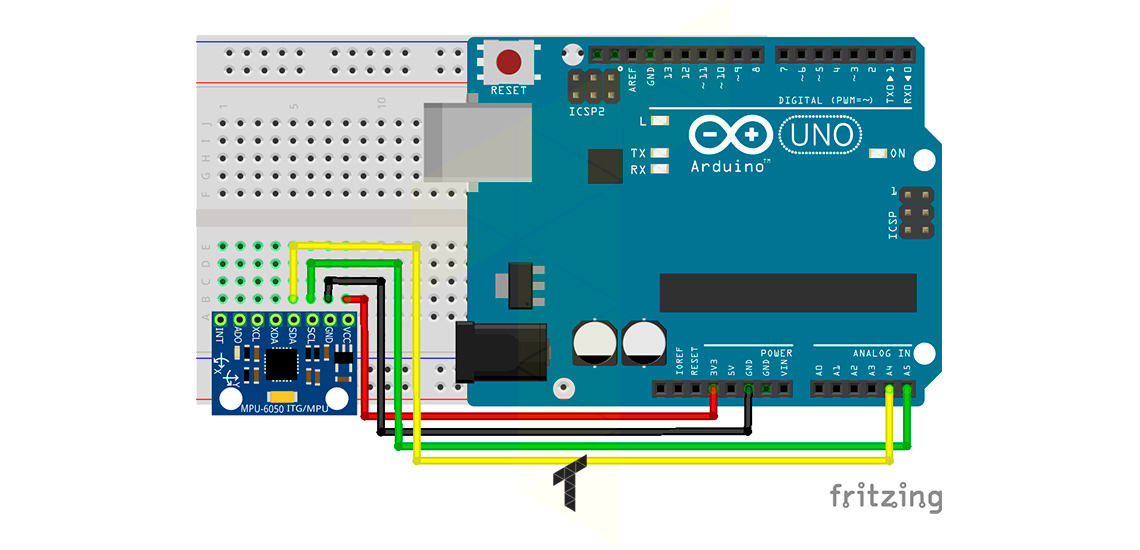 1 5 10
J
I
H
G
F
E
D
C
B
A
RESET
ICSP2
AREF
GND
13
12
~11
~10
~9
8
7
~6
~5
4
~3
2
TX0▶1
RX0◀0
DIGITAL (PWM=~)
L
TX
RX
UNO
Arduino™
ON
1
ICSP
INT
AD0
XCL
XDA
SDA
SCL
GND
VCC
X
Y
MPU-6050 ITG/MPU
POWER
ANALOG IN
IOREF
RESET
3V3
5V
GND
GND
VIN
A0
A1
A2
A3
A4
A5
T
fritzing